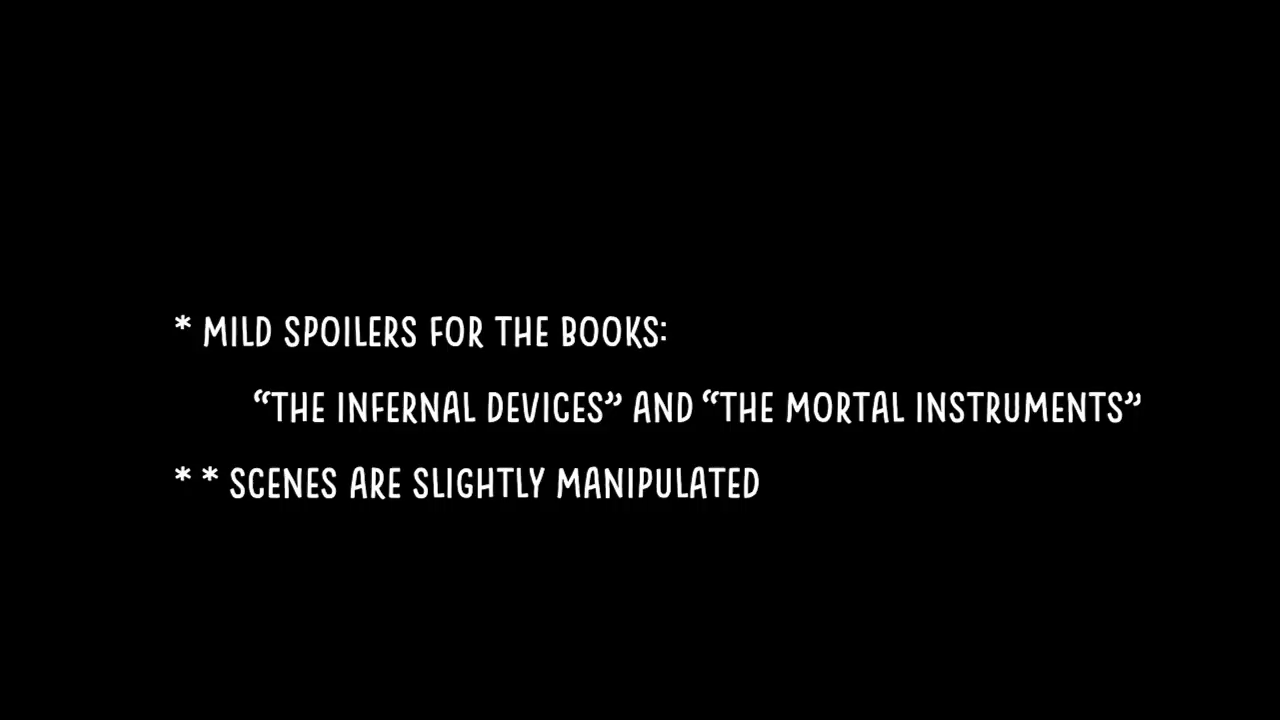 * MILD SPOILERS FOR THE BOOKS:
“THE INFERNAL DEVICES” AND “THE MORTAL INSTRUMENTS”
* * SCENES ARE SLIGHTLY MANIPULATED